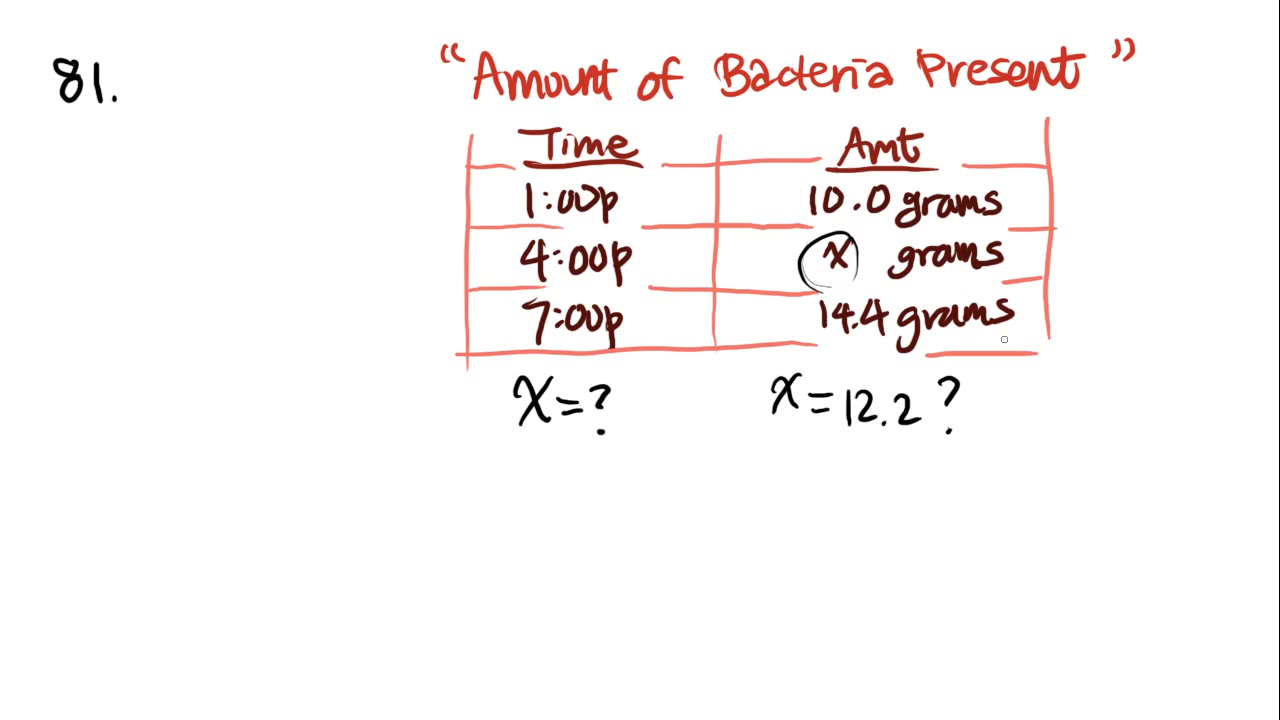 81.
"Amount of Bacteria Present"
Time Amt
1:00p 10.0 grams
4:00p x grams
7:00p 14.4 grams
x=? x=12.2?